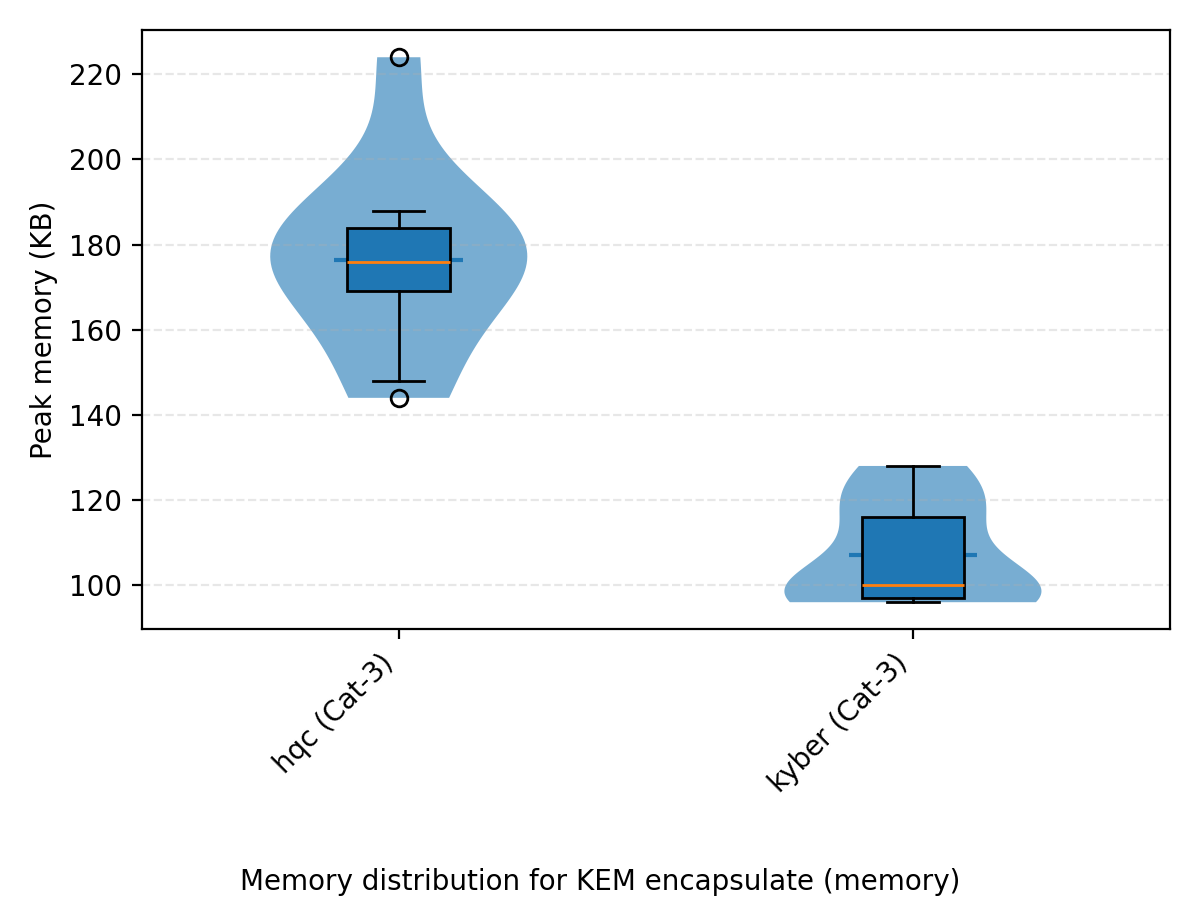 220
200
180
160
140
120
100
Peak memory (KB)
hqc (Cat-3)
kyber (Cat-3)
Memory distribution for KEM encapsulate (memory)